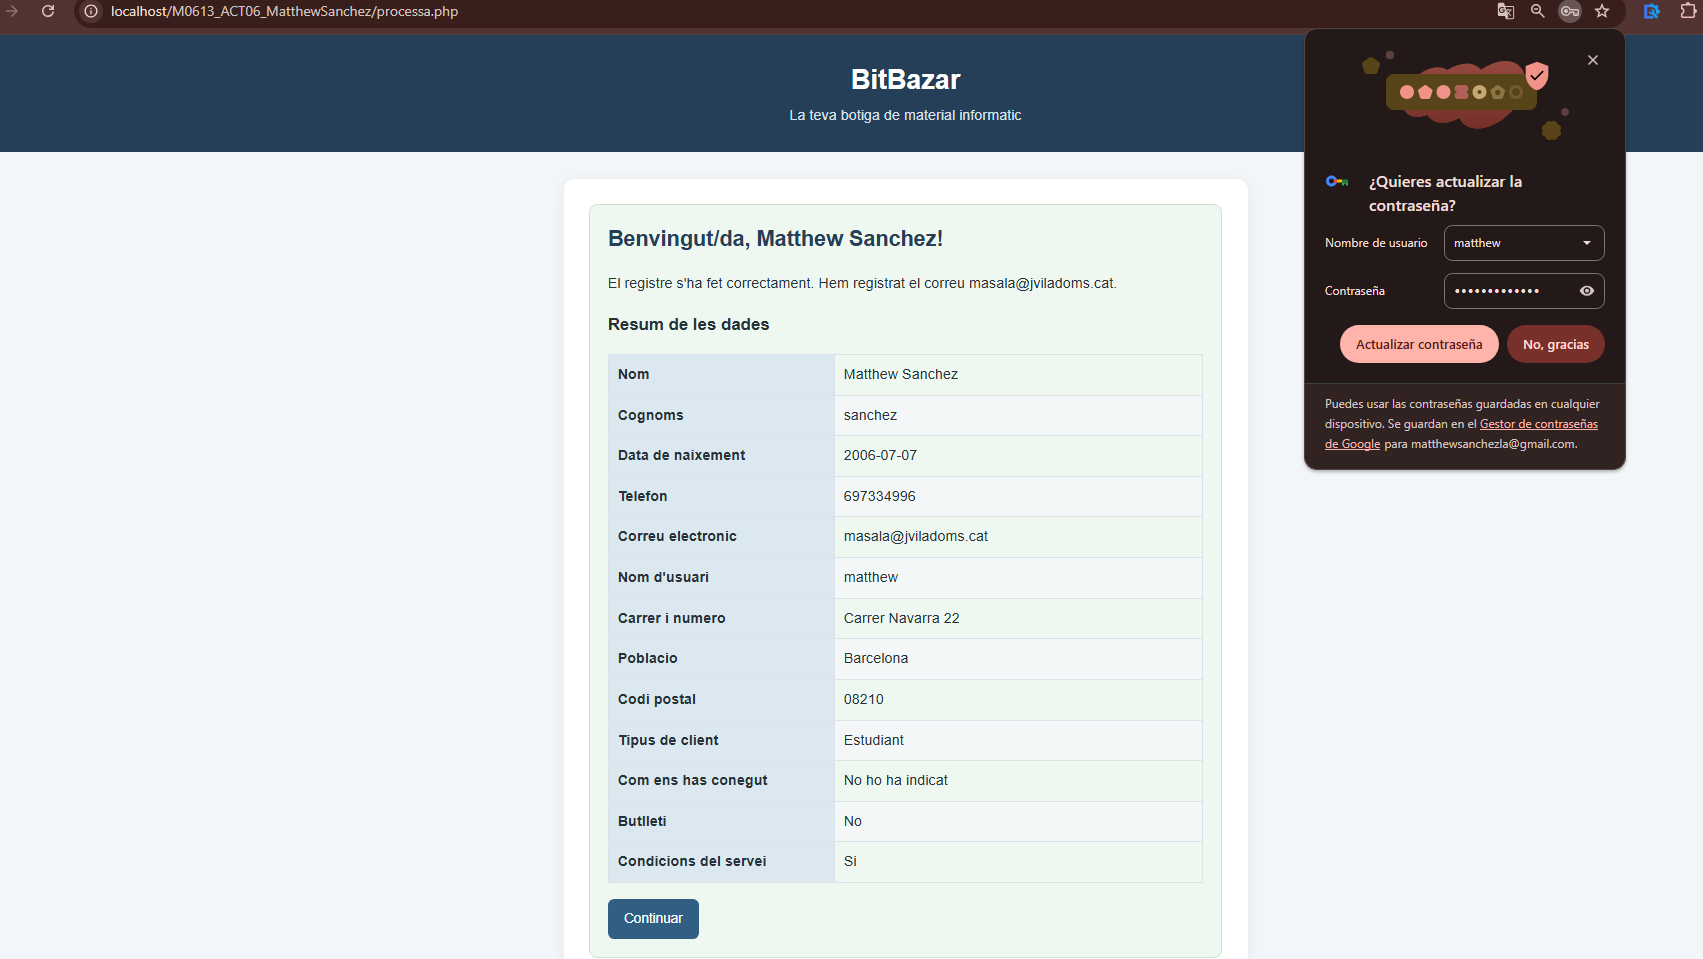 localhost/M0613_ACT06_MatthewSanchez/processa.php
BitBazar
La teva botiga de material informatic
Benvingut/da, Matthew Sanchez!
El registre s'ha fet correctament. Hem registrat el correu masala@jviladoms.cat.
Resum de les dades
Nom Matthew Sanchez
Cognoms sanchez
Data de naixement 2006-07-07
Telefon 697334996
Correu electronic masala@jviladoms.cat
Nom d'usuari matthew
Carrer i numero Carrer Navarra 22
Poblacio Barcelona
Codi postal 08210
Tipus de client Estudiant
Com ens has conegut No ho ha indicat
Butlleti No
Condicions del servei Si
Continuar
¿Quieres actualizar la
contraseña?
Nombre de usuario matthew
Contraseña •••••••••••••
Actualizar contraseña No, gracias
Puedes usar las contraseñas guardadas en cualquier
dispositivo. Se guardan en el Gestor de contraseñas
de Google para matthewsanchezla@gmail.com.